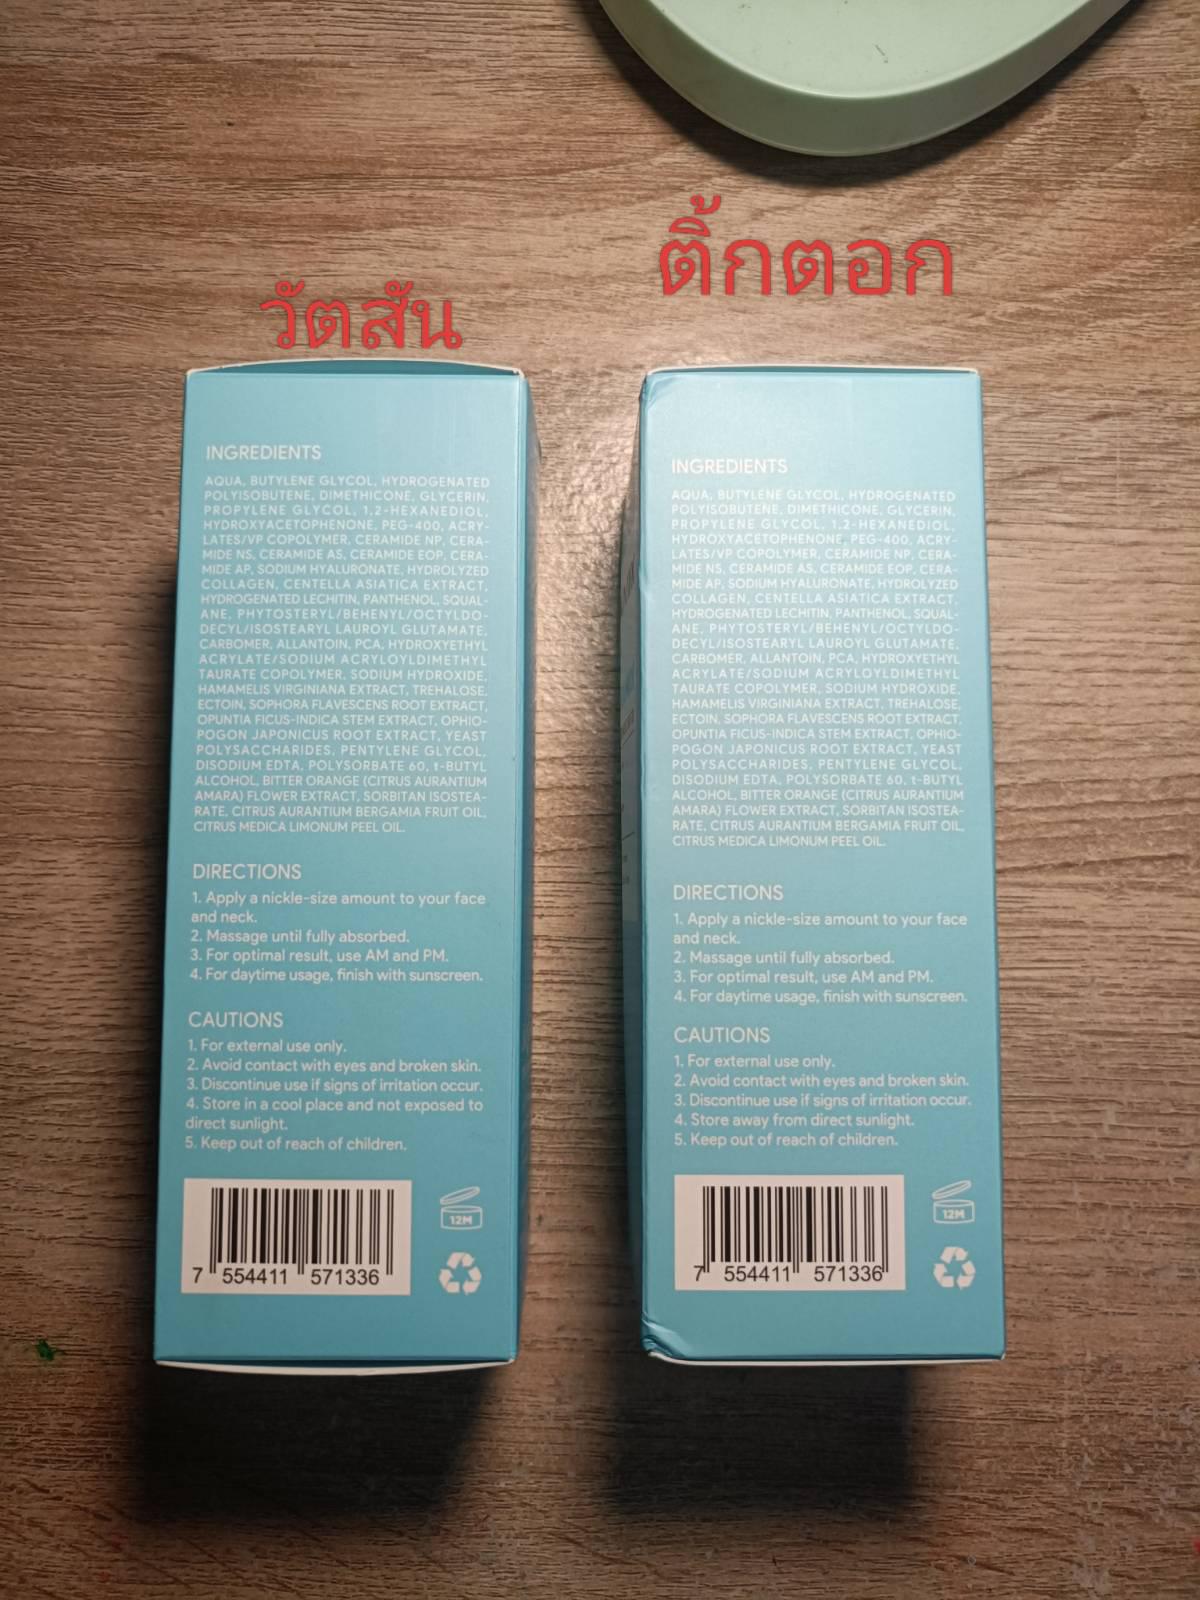 วัตสัน
INGREDIENTS
AQUA, BUTYLENE GLYCOL, HYDROGENATED
POLYISOBUTENE, DIMETHICONE, GLYCERIN,
PROPYLENE GLYCOL, 1,2-HEXANEDIOL,
HYDROXYACETOPHENONE, PEG-400, ACRY-
LATES/VP COPOLYMER, CERAMIDE NP, CERA-
MIDE NS, CERAMIDE AS, CERAMIDE EOP, CERA-
MIDE AP, SODIUM HYALURONATE, HYDROLYZED
COLLAGEN, CENTELLA ASIATICA EXTRACT,
HYDROGENATED LECHITIN, PANTHENOL, SQUAL-
ANE, PHYTOSTERYL/BEHENYL/OCTYLDO-
DECYL/ISOSTEARYL LAUROYL GLUTAMATE,
CARBOMER, ALLANTOIN, PCA, HYDROXYETHYL
ACRYLATE/SODIUM ACRYLOYLDIMETHYL
TAURATE COPOLYMER, SODIUM HYDROXIDE,
HAMAMELIS VIRGINIANA EXTRACT, TREHALOSE,
ECTOIN, SOPHORA FLAVESCENS ROOT EXTRACT,
OPUNTIA FICUS-INDICA STEM EXTRACT, OPHIO-
POGON JAPONICUS ROOT EXTRACT, YEAST
POLYSACCHARIDES, PENTYLENE GLYCOL,
DISODIUM EDTA, POLYSORBATE 60, t-BUTYL
ALCOHOL, BITTER ORANGE (CITRUS AURANTIUM
AMARA) FLOWER EXTRACT, SORBITAN ISOSTEA-
RATE, CITRUS AURANTIUM BERGAMIA FRUIT OIL,
CITRUS MEDICA LIMONUM PEEL OIL.
DIRECTIONS
1. Apply a nickle-size amount to your face
and neck.
2. Massage until fully absorbed.
3. For optimal result, use AM and PM.
4. For daytime usage, finish with sunscreen.
CAUTIONS
1. For external use only.
2. Avoid contact with eyes and broken skin.
3. Discontinue use if signs of irritation occur.
4. Store in a cool place and not exposed to
direct sunlight.
5. Keep out of reach of children.
12M
7 554411 571336
ติ้กตอก
INGREDIENTS
AQUA, BUTYLENE GLYCOL, HYDROGENATED
POLYISOBUTENE, DIMETHICONE, GLYCERIN,
PROPYLENE GLYCOL, 1,2-HEXANEDIOL,
HYDROXYACETOPHENONE, PEG-400, ACRY-
LATES/VP COPOLYMER, CERAMIDE NP, CERA-
MIDE NS, CERAMIDE AS, CERAMIDE EOP, CERA-
MIDE AP, SODIUM HYALURONATE, HYDROLYZED
COLLAGEN, CENTELLA ASIATICA EXTRACT,
HYDROGENATED LECHITIN, PANTHENOL, SQUAL-
ANE, PHYTOSTERYL/BEHENYL/OCTYLDO-
DECYL/ISOSTEARYL LAUROYL GLUTAMATE,
CARBOMER, ALLANTOIN, PCA, HYDROXYETHYL
ACRYLATE/SODIUM ACRYLOYLDIMETHYL
TAURATE COPOLYMER, SODIUM HYDROXIDE,
HAMAMELIS VIRGINIANA EXTRACT, TREHALOSE,
ECTOIN, SOPHORA FLAVESCENS ROOT EXTRACT,
OPUNTIA FICUS-INDICA STEM EXTRACT, OPHIO-
POGON JAPONICUS ROOT EXTRACT, YEAST
POLYSACCHARIDES, PENTYLENE GLYCOL,
DISODIUM EDTA, POLYSORBATE 60, t-BUTYL
ALCOHOL, BITTER ORANGE (CITRUS AURANTIUM
AMARA) FLOWER EXTRACT, SORBITAN ISOSTEA-
RATE, CITRUS AURANTIUM BERGAMIA FRUIT OIL,
CITRUS MEDICA LIMONUM PEEL OIL.
DIRECTIONS
1. Apply a nickle-size amount to your face
and neck.
2. Massage until fully absorbed.
3. For optimal result, use AM and PM.
4. For daytime usage, finish with sunscreen.
CAUTIONS
1. For external use only.
2. Avoid contact with eyes and broken skin.
3. Discontinue use if signs of irritation occur.
4. Store away from direct sunlight.
5. Keep out of reach of children.
12M
7 554411 571336